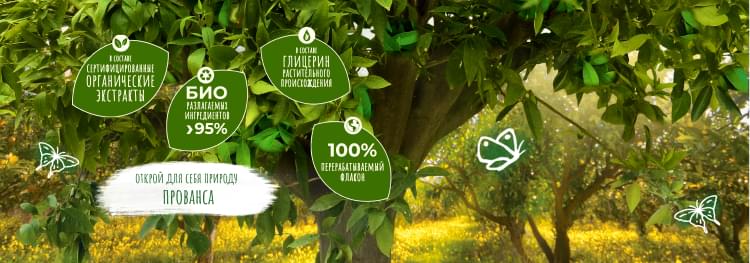 В СОСТАВЕ
СЕРТИФИЦИРОВАННЫЕ
ОРГАНИЧЕСКИЕ
ЭКСТРАКТЫ
БИО
РАЗЛАГАЕМЫХ
ИНГРЕДИЕНТОВ
>95%
В СОСТАВЕ
ГЛИЦЕРИН
РАСТИТЕЛЬНОГО
ПРОИСХОЖДЕНИЯ
100%
ПЕРЕРАБАТЫВАЕМЫЙ
ФЛАКОН
ОТКРОЙ ДЛЯ СЕБЯ ПРИРОДУ
ПРОВАНСА